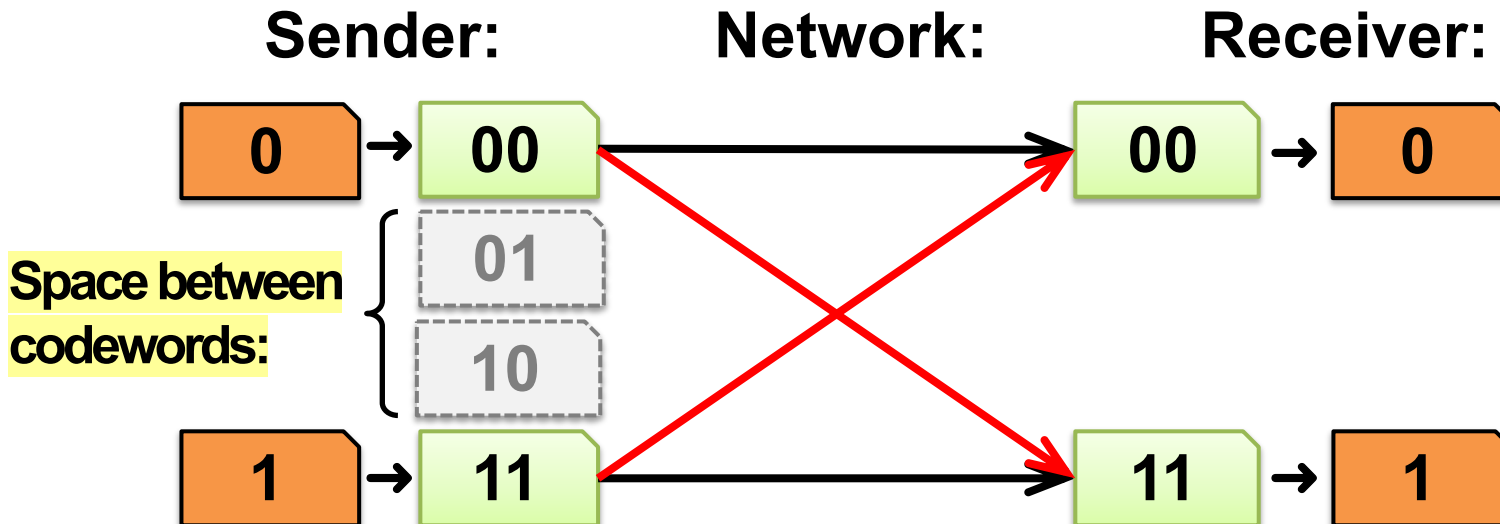 Sender: Network: Receiver:
0 00 00 0
01
Space between
codewords:
10
1 11 11 1